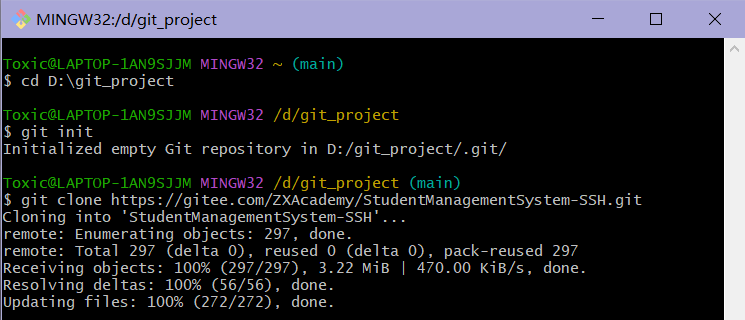 MINGW32:/d/git_project
Toxic@LAPTOP-1AN9SJJM MINGW32 ~ (main)
$ cd D:\git_project
Toxic@LAPTOP-1AN9SJJM MINGW32 /d/git_project
$ git init
Initialized empty Git repository in D:/git_project/.git/
Toxic@LAPTOP-1AN9SJJM MINGW32 /d/git_project (main)
$ git clone https://gitee.com/ZXAcademy/StudentManagementSystem-SSH.git
Cloning into 'StudentManagementSystem-SSH'...
remote: Enumerating objects: 297, done.
remote: Total 297 (delta 0), reused 0 (delta 0), pack-reused 297
Receiving objects: 100% (297/297), 3.22 MiB | 470.00 KiB/s, done.
Resolving deltas: 100% (56/56), done.
Updating files: 100% (272/272), done.